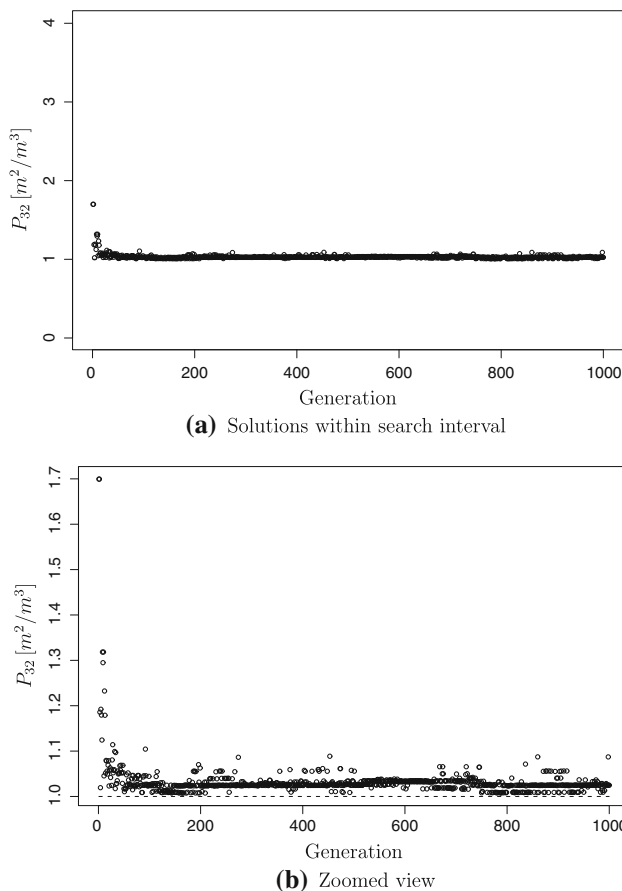 4
3
2
1
0
P32 [m²/m³]
0 200 400 600 800 1000
Generation
(a) Solutions within search interval
1.7
1.6
1.5
1.4
1.3
1.2
1.1
1.0
P32 [m²/m³]
0 200 400 600 800 1000
Generation
(b) Zoomed view